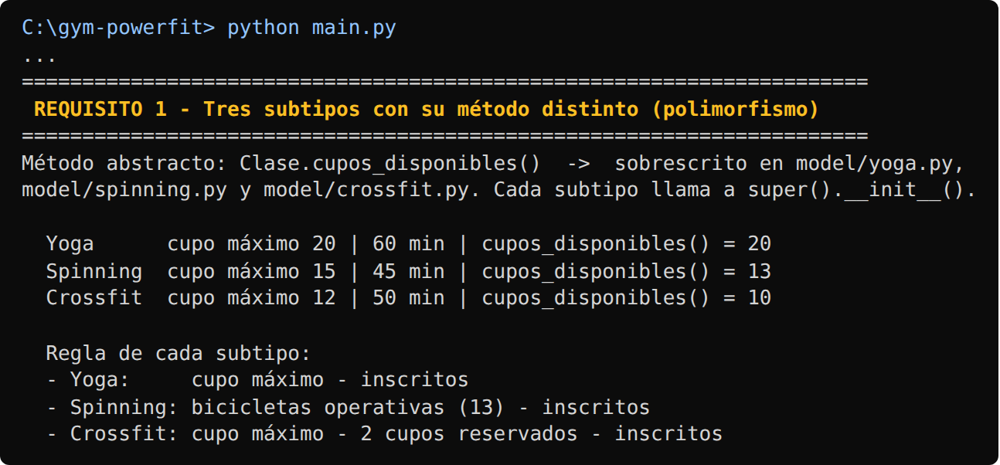 C:\gym-powerfit> python main.py
...
======================================================================
REQUISITO 1 - Tres subtipos con su método distinto (polimorfismo)
======================================================================
Método abstracto: Clase.cupos_disponibles()  ->  sobrescrito en model/yoga.py,
model/spinning.py y model/crossfit.py. Cada subtipo llama a super().__init__().
Yoga      cupo máximo 20 | 60 min | cupos_disponibles() = 20
Spinning  cupo máximo 15 | 45 min | cupos_disponibles() = 13
Crossfit  cupo máximo 12 | 50 min | cupos_disponibles() = 10
Regla de cada subtipo:
- Yoga:     cupo máximo - inscritos
- Spinning: bicicletas operativas (13) - inscritos
- Crossfit: cupo máximo - 2 cupos reservados - inscritos